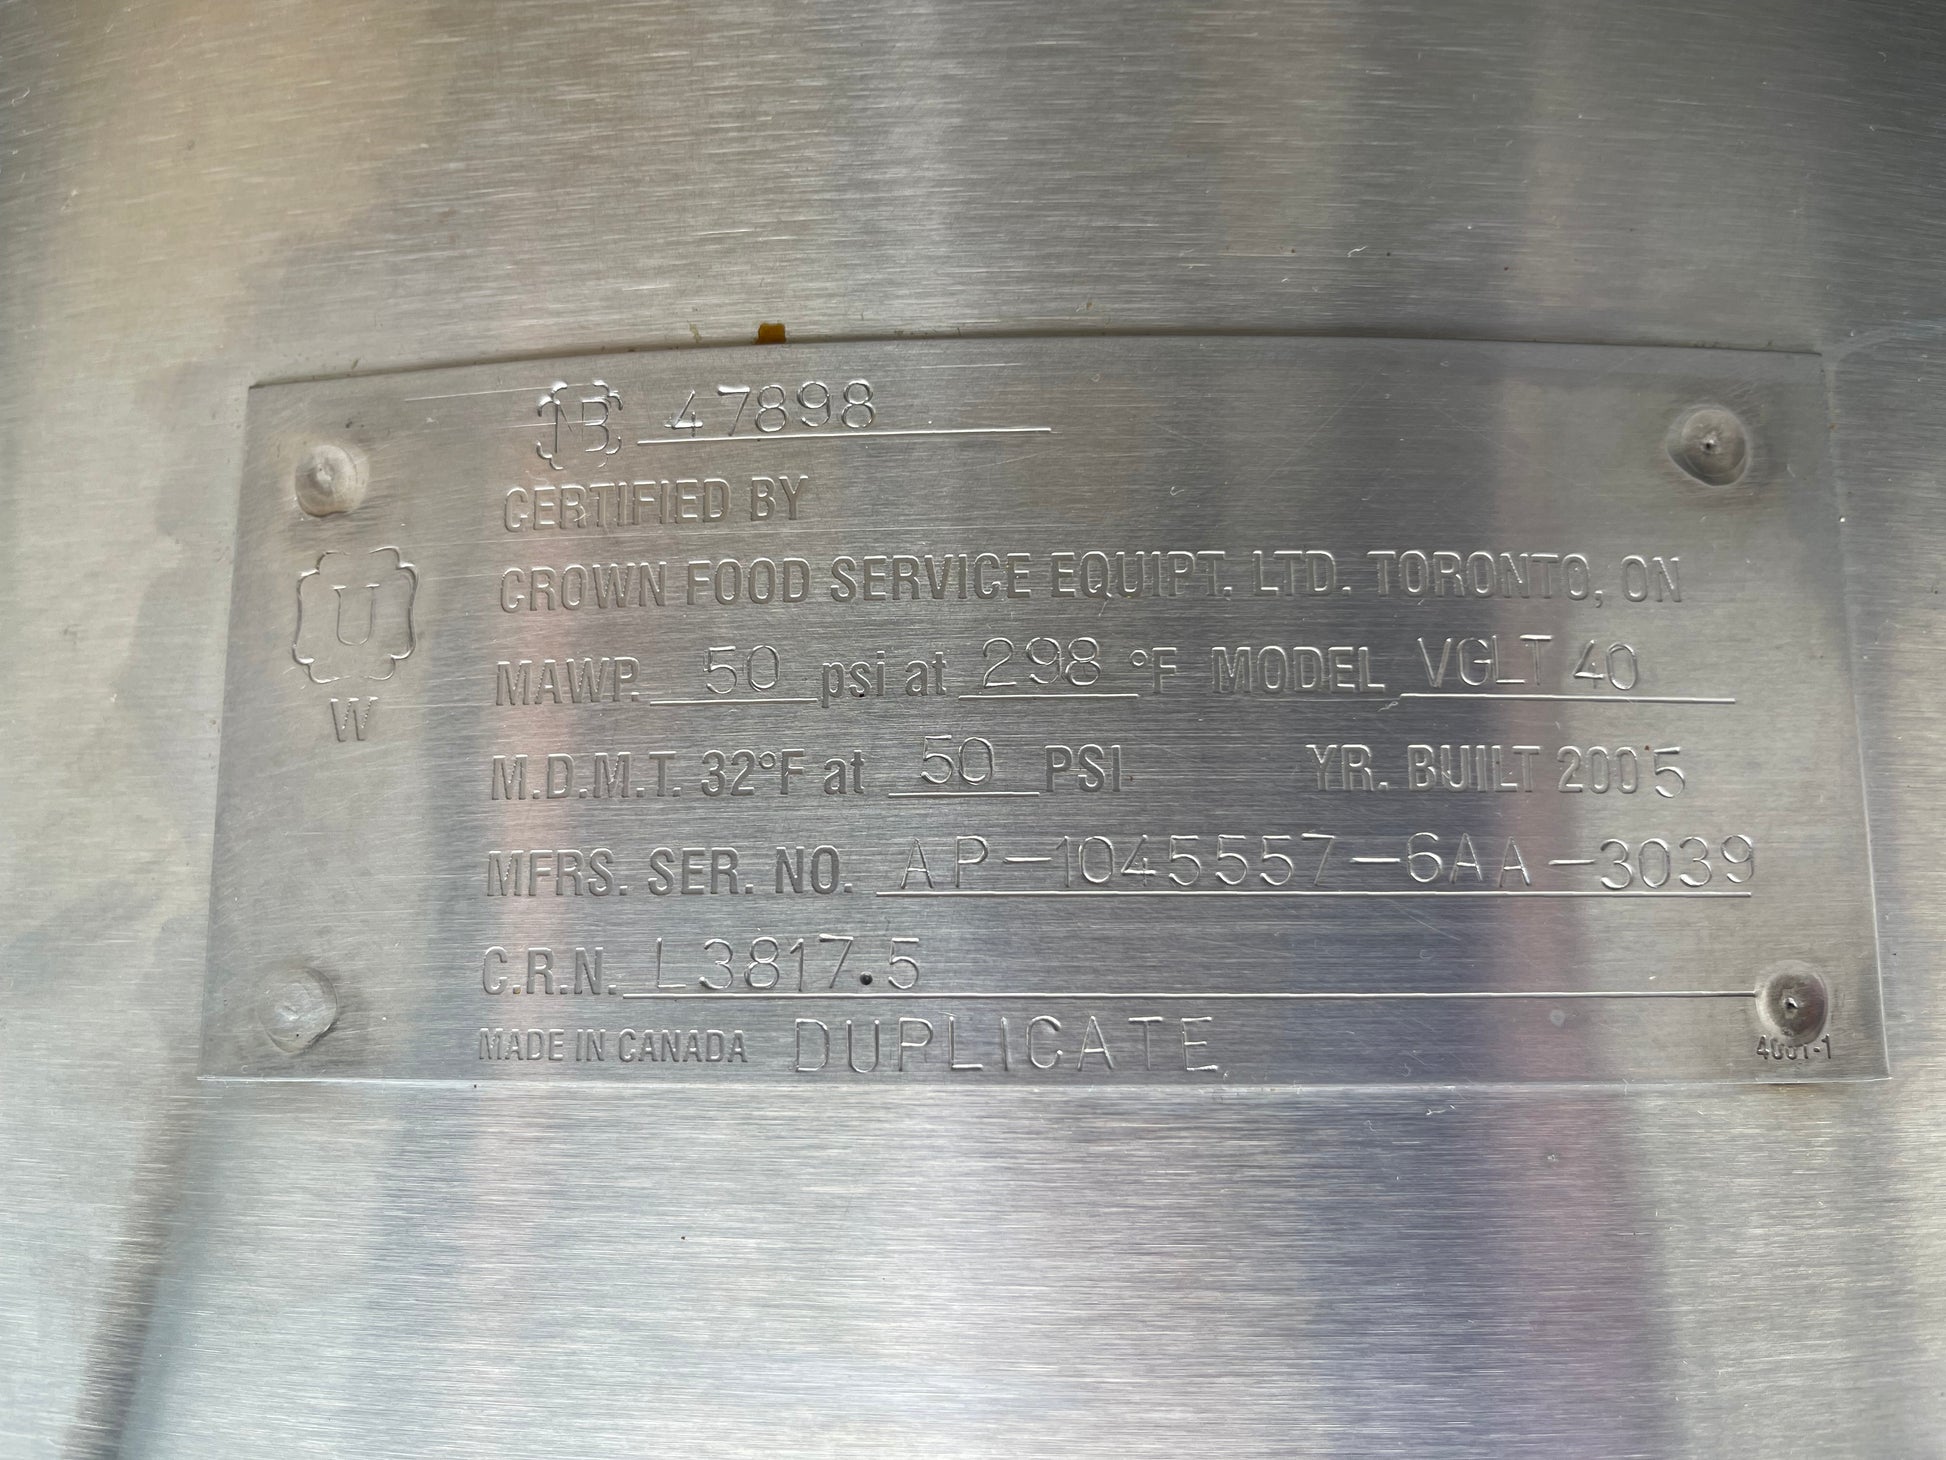 NB 47898
CERTIFIED BY
CROWN FOOD SERVICE EQUIPT. LTD. TORONTO, ON
U
W
MAWP. 50 psi at 298 °F MODEL VGLT 40
M.D.M.T. 32°F at 50 PSI YR. BUILT 2005
MFRS. SER. NO. AP-1045557-6AA-3039
C.R.N. L3817.5
MADE IN CANADA DUPLICATE